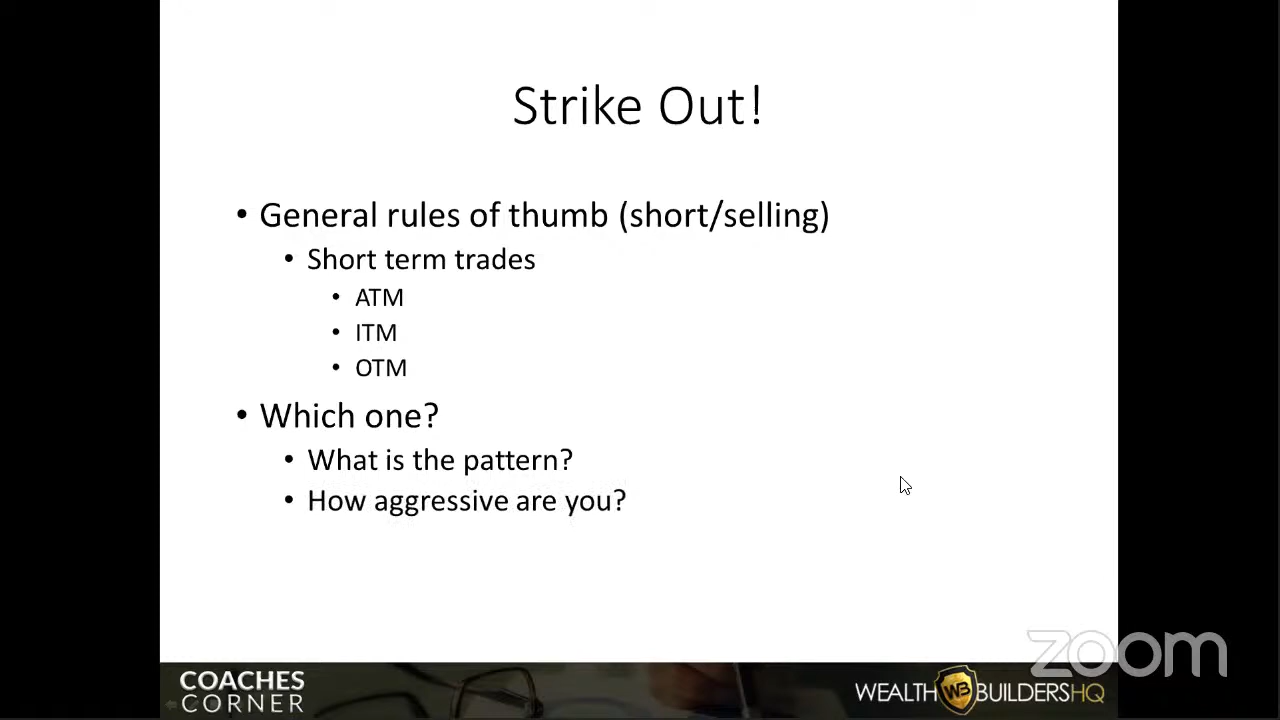 Strike Out!
• General rules of thumb (short/selling)
• Short term trades
• ATM
• ITM
• OTM
• Which one?
• What is the pattern?
• How aggressive are you?
zoom
COACHES
CORNER
WEALTH WB BUILDERSHQ